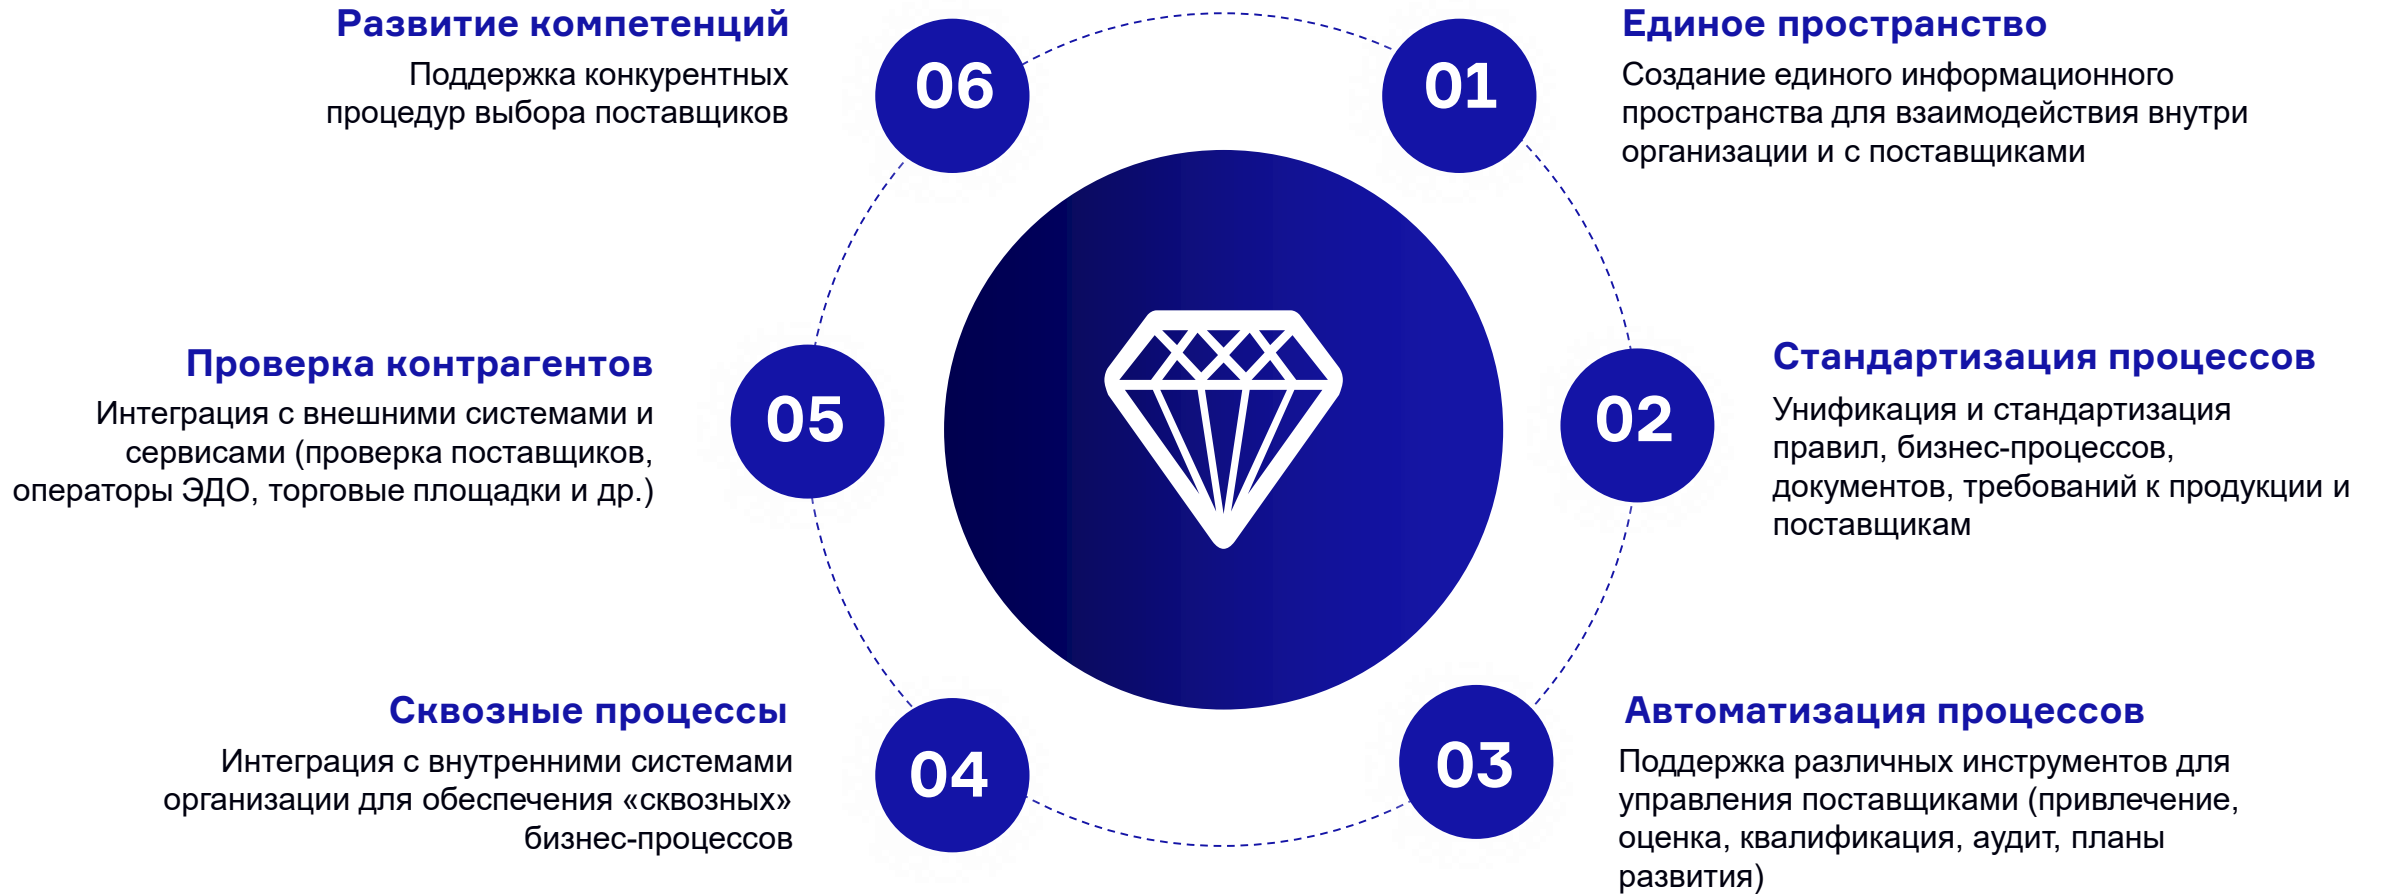 01
Единое пространство
Создание единого информационного
пространства для взаимодействия внутри
организации и с поставщиками
02
Стандартизация процессов
Унификация и стандартизация
правил, бизнес-процессов,
документов, требований к продукции и
поставщикам
03
Автоматизация процессов
Поддержка различных инструментов для
управления поставщиками (привлечение,
оценка, квалификация, аудит, планы
развития)
04
Сквозные процессы
Интеграция с внутренними системами
организации для обеспечения «сквозных»
бизнес-процессов
05
Проверка контрагентов
Интеграция с внешними системами и
сервисами (проверка поставщиков,
операторы ЭДО, торговые площадки и др.)
06
Развитие компетенций
Поддержка конкурентных
процедур выбора поставщиков